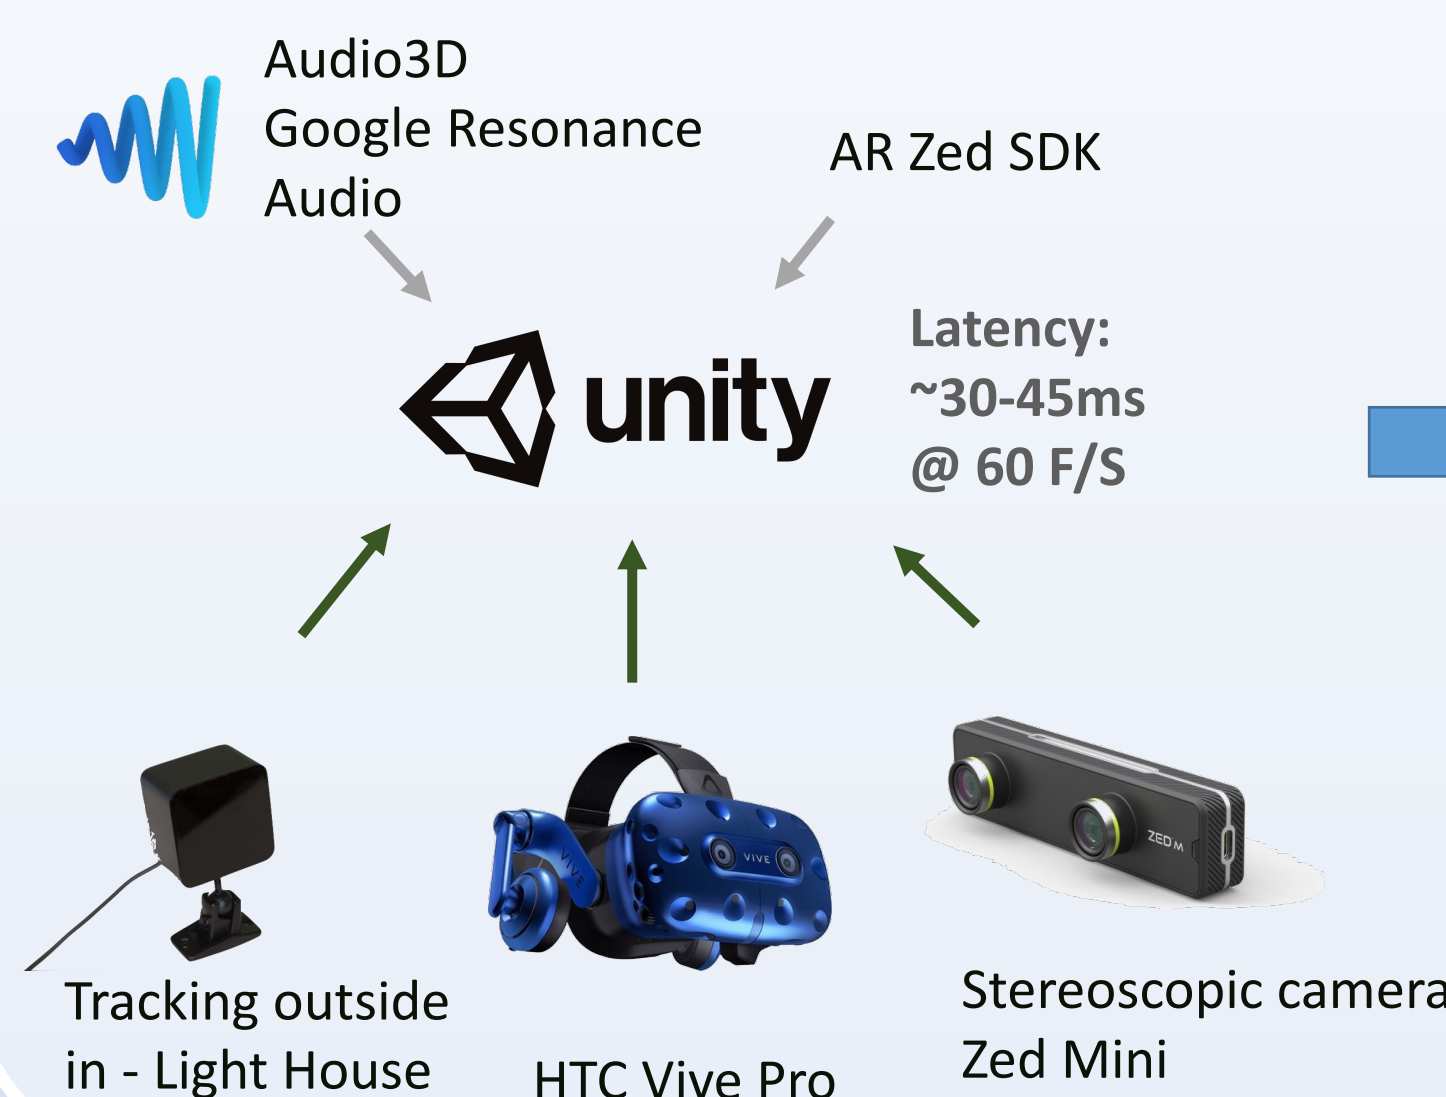 Audio3D
Google Resonance
Audio
AR Zed SDK
Latency:
~30-45ms
@ 60 F/S
unity
VIVE
VIVE
ZED M
Tracking outside
in - Light House
HTC Vive Pro
Stereoscopic camera
Zed Mini